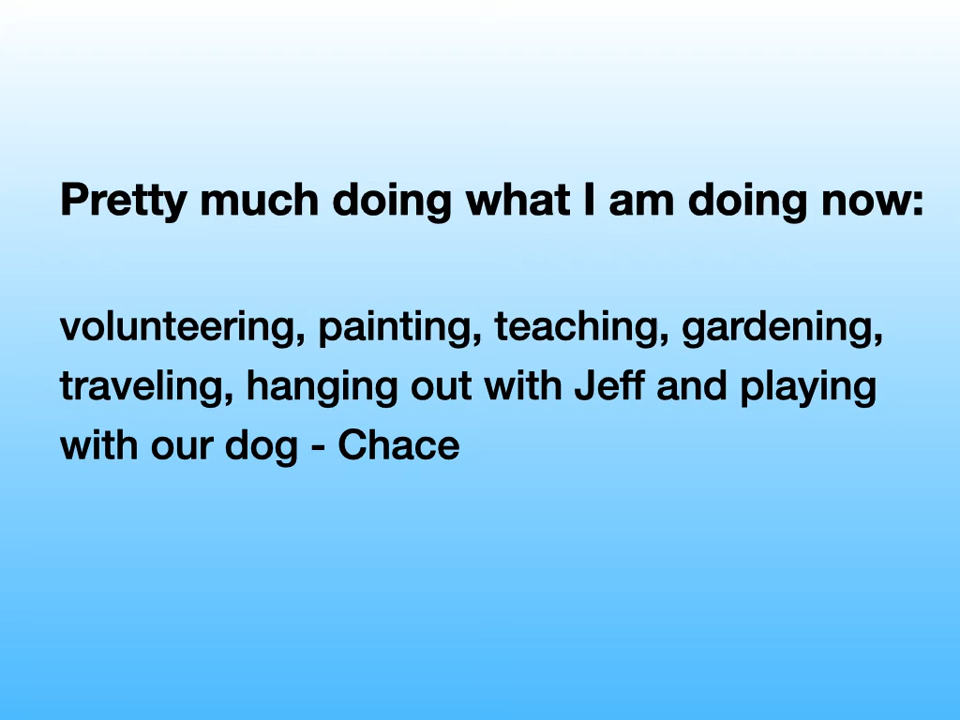 Pretty much doing what I am doing now:
volunteering, painting, teaching, gardening,
traveling, hanging out with Jeff and playing
with our dog - Chace